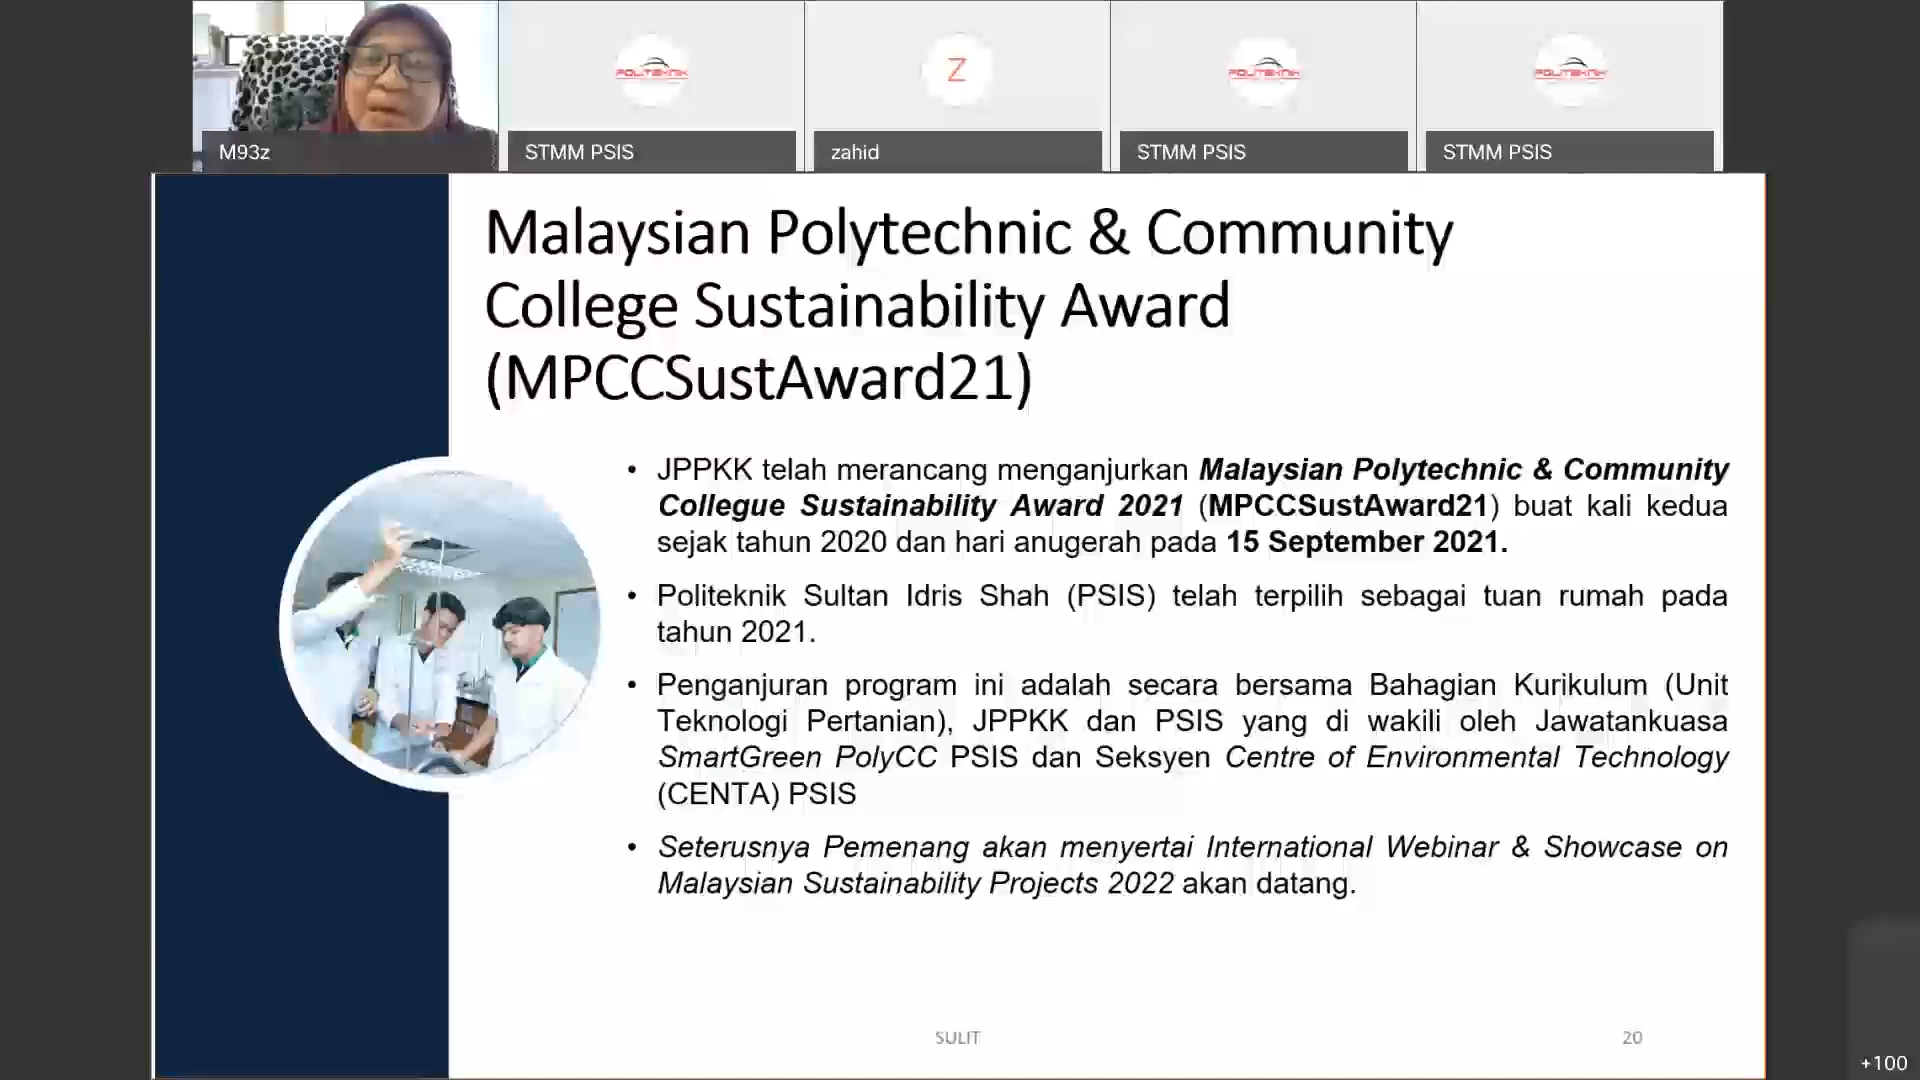 POLITEKNIK
Z
POLITEKNIK
POLITEKNIK
M93z
STMM PSIS
zahid
STMM PSIS
STMM PSIS
Malaysian Polytechnic & Community
College Sustainability Award
(MPCCSustAward21)
• JPPKK telah merancang menganjurkan Malaysian Polytechnic & Community
Collegue Sustainability Award 2021 (MPCCSustAward21) buat kali kedua
sejak tahun 2020 dan hari anugerah pada 15 September 2021.
• Politeknik Sultan Idris Shah (PSIS) telah terpilih sebagai tuan rumah pada
tahun 2021.
• Penganjuran program ini adalah secara bersama Bahagian Kurikulum (Unit
Teknologi Pertanian), JPPKK dan PSIS yang di wakili oleh Jawatankuasa
SmartGreen PolyCC PSIS dan Seksyen Centre of Environmental Technology
(CENTA) PSIS
• Seterusnya Pemenang akan menyertai International Webinar & Showcase on
Malaysian Sustainability Projects 2022 akan datang.
SULIT
20
+100